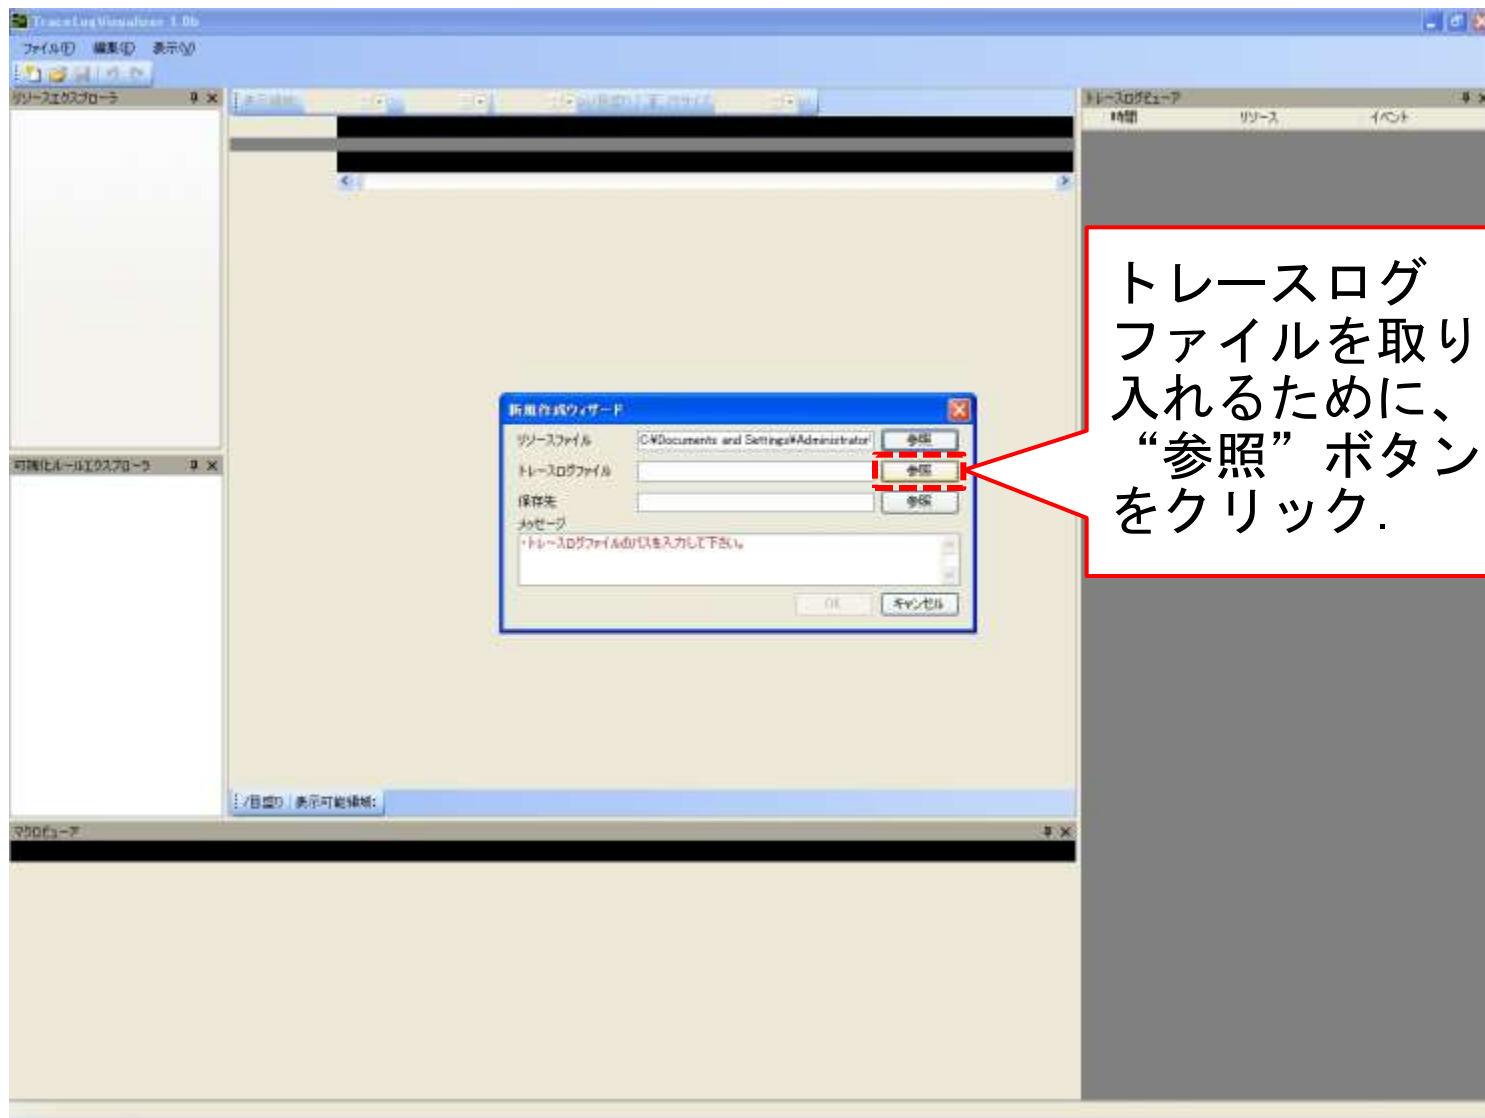 TraceLogVisualizer 1.0b
ファイル(F) 編集(E) 表示(V)
リソースエクスプローラ
トレースログビューア
時間 リソース イベント
トレースログ
ファイルを取り
入れるために、
“参照”ボタン
をクリック.
新規作成ウィザード
リソースファイル C:¥Documents and Settings¥Administrator¥ 参照
トレースログファイル 参照
保存先 参照
メッセージ
・トレースログファイルのパスを入力して下さい。
OK キャンセル
可視化ルールエクスプローラ
/目盛り 表示可能領域:
マクロビューア